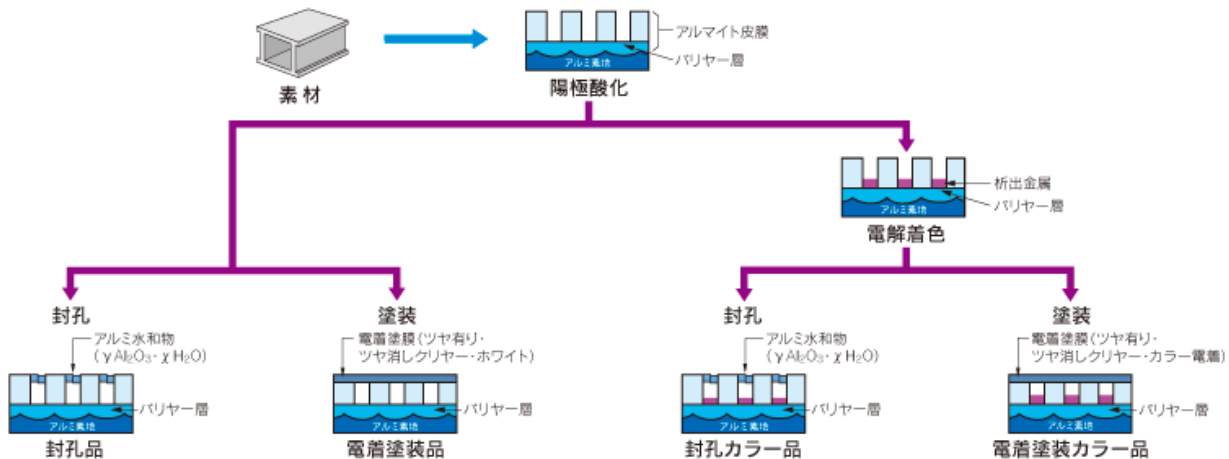 素材
アルマイト皮膜
バリヤー層
アルミ素地
陽極酸化
析出金属
バリヤー層
アルミ素地
電解着色
封孔
アルミ水和物
(γAl₂O₃・χH₂O)
バリヤー層
アルミ素地
封孔品
塗装
電着塗膜(ツヤ有り・
ツヤ消しクリヤー・ホワイト)
バリヤー層
アルミ素地
電着塗装品
封孔
アルミ水和物
(γAl₂O₃・χH₂O)
バリヤー層
アルミ素地
封孔カラー品
塗装
電着塗膜(ツヤ有り・
ツヤ消しクリヤー・カラー電着)
バリヤー層
アルミ素地
電着塗装カラー品